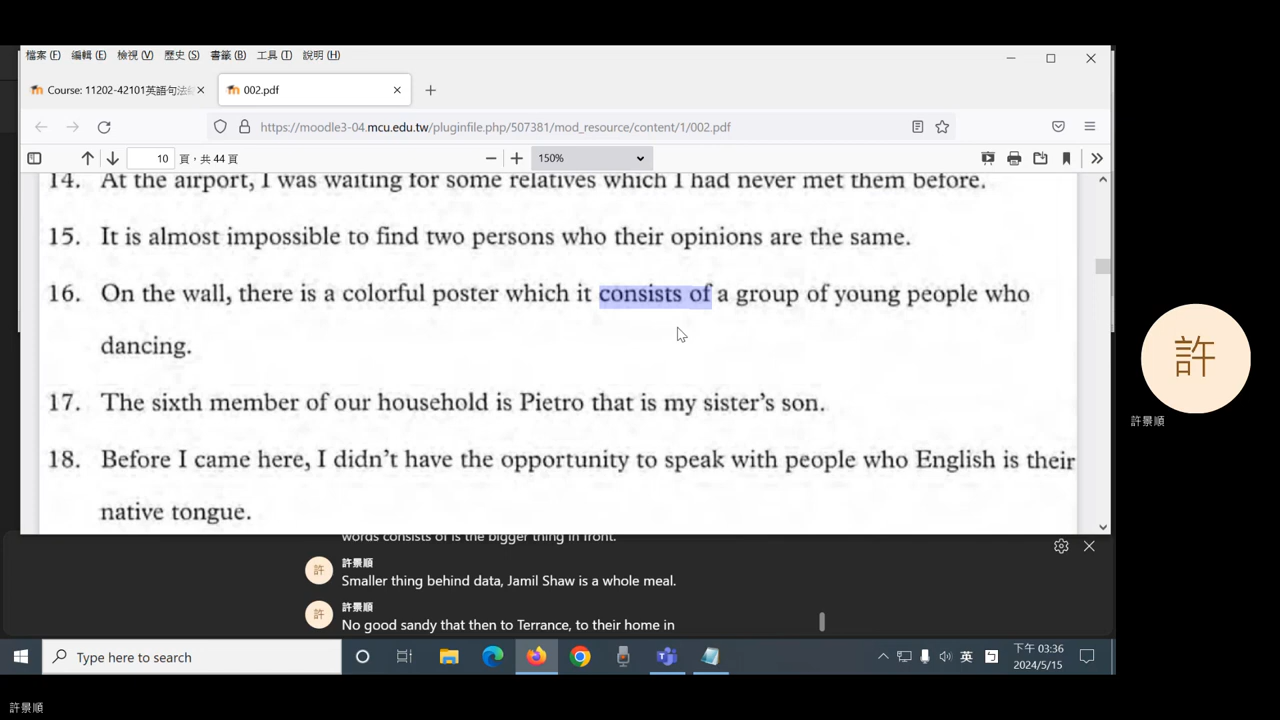 檔案 (F) 編輯 (E) 檢視 (V) 歷史 (S) 書籤 (B) 工具 (T) 說明 (H)
Course: 11202-42101英語句法 002.pdf
https://moodle3-04.mcu.edu.tw/pluginfile.php/507381/mod_resource/content/1/002.pdf
10 頁，共 44 頁 150%
14. At the airport, I was waiting for some relatives which I had never met them before.
15. It is almost impossible to find two persons who their opinions are the same.
16. On the wall, there is a colorful poster which it consists of a group of young people who
dancing.
17. The sixth member of our household is Pietro that is my sister's son.
18. Before I came here, I didn't have the opportunity to speak with people who English is their
native tongue.
words consists of is the bigger thing in front.
許 許景順
Smaller thing behind data, Jamil Shaw is a whole meal.
許 許景順
No good sandy that then to Terrance, to their home in
許
許景順
Type here to search 英 下午 03:36
2024/5/15
許景順